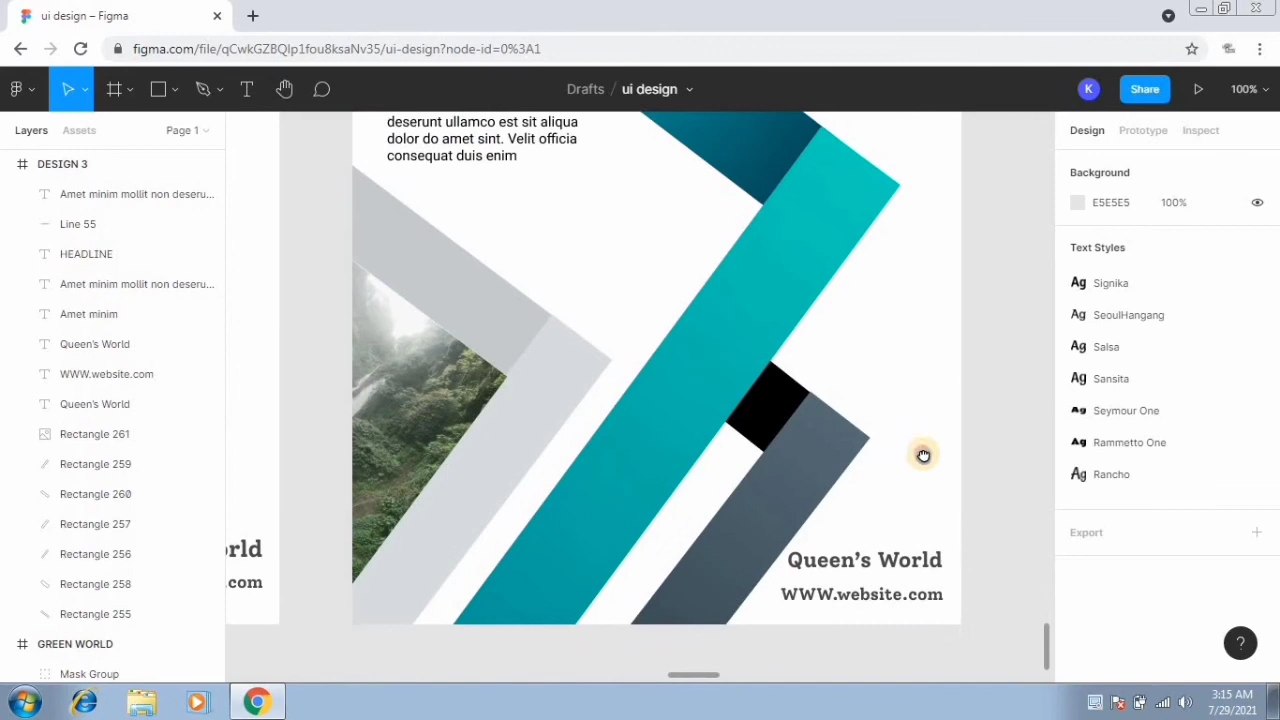 ui design – Figma
figma.com/file/qCwkGZBQlp1fou8ksaNv35/ui-design?node-id=0%3A1
Drafts / ui design
K
Share
100%
Layers
Assets
Page 1
DESIGN 3
Amet minim mollit non deseru...
Line 55
HEADLINE
Amet minim mollit non deseru...
Amet minim
Queen's World
WWW.website.com
Queen's World
Rectangle 261
Rectangle 259
Rectangle 260
Rectangle 257
Rectangle 256
Rectangle 258
Rectangle 255
GREEN WORLD
Mask Group
orld
.com
deserunt ullamco est sit aliqua
dolor do amet sint. Velit officia
consequat duis enim
Queen's World
WWW.website.com
Design
Prototype
Inspect
Background
E5E5E5
100%
Text Styles
Ag Signika
Ag SeoulHangang
Ag Salsa
Ag Sansita
Ag Seymour One
Ag Rammetto One
Ag Rancho
Export
?
3:15 AM
7/29/2021